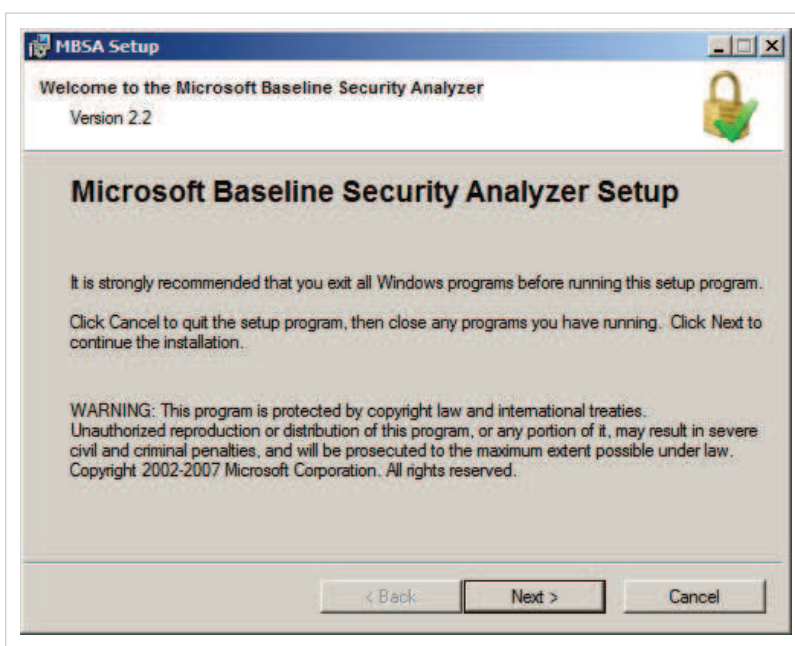 MBSA Setup
Welcome to the Microsoft Baseline Security Analyzer
Version 2.2
Microsoft Baseline Security Analyzer Setup
It is strongly recommended that you exit all Windows programs before running this setup program.
Click Cancel to quit the setup program, then close any programs you have running. Click Next to
continue the installation.
WARNING: This program is protected by copyright law and international treaties.
Unauthorized reproduction or distribution of this program, or any portion of it, may result in severe
civil and criminal penalties, and will be prosecuted to the maximum extent possible under law.
Copyright 2002-2007 Microsoft Corporation. All rights reserved.
< Back Next > Cancel